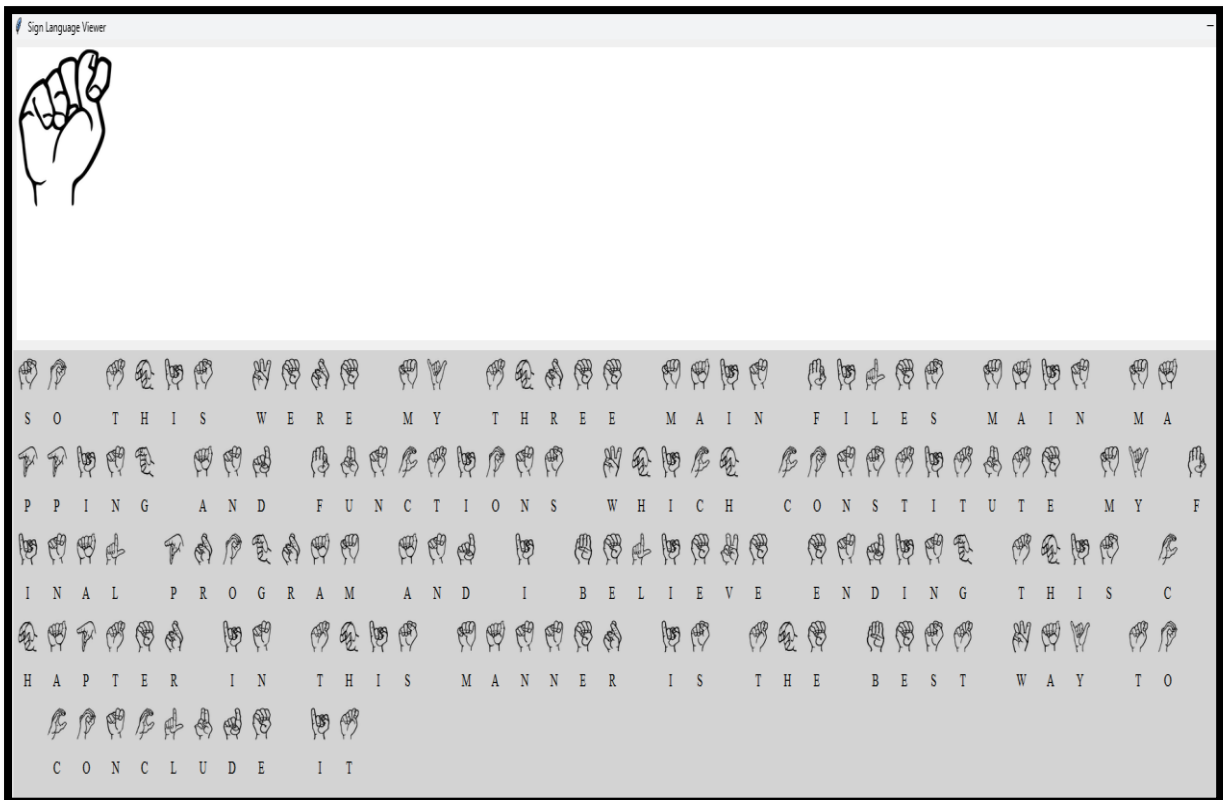 Sign Language Viewer
S O T H I S W E R E M Y T H R E E M A I N F I L E S M A I N M A
P P I N G A N D F U N C T I O N S W H I C H C O N S T I T U T E M Y F
I N A L P R O G R A M A N D I B E L I E V E E N D I N G T H I S C
H A P T E R I N T H I S M A N N E R I S T H E B E S T W A Y T O
C O N C L U D E I T